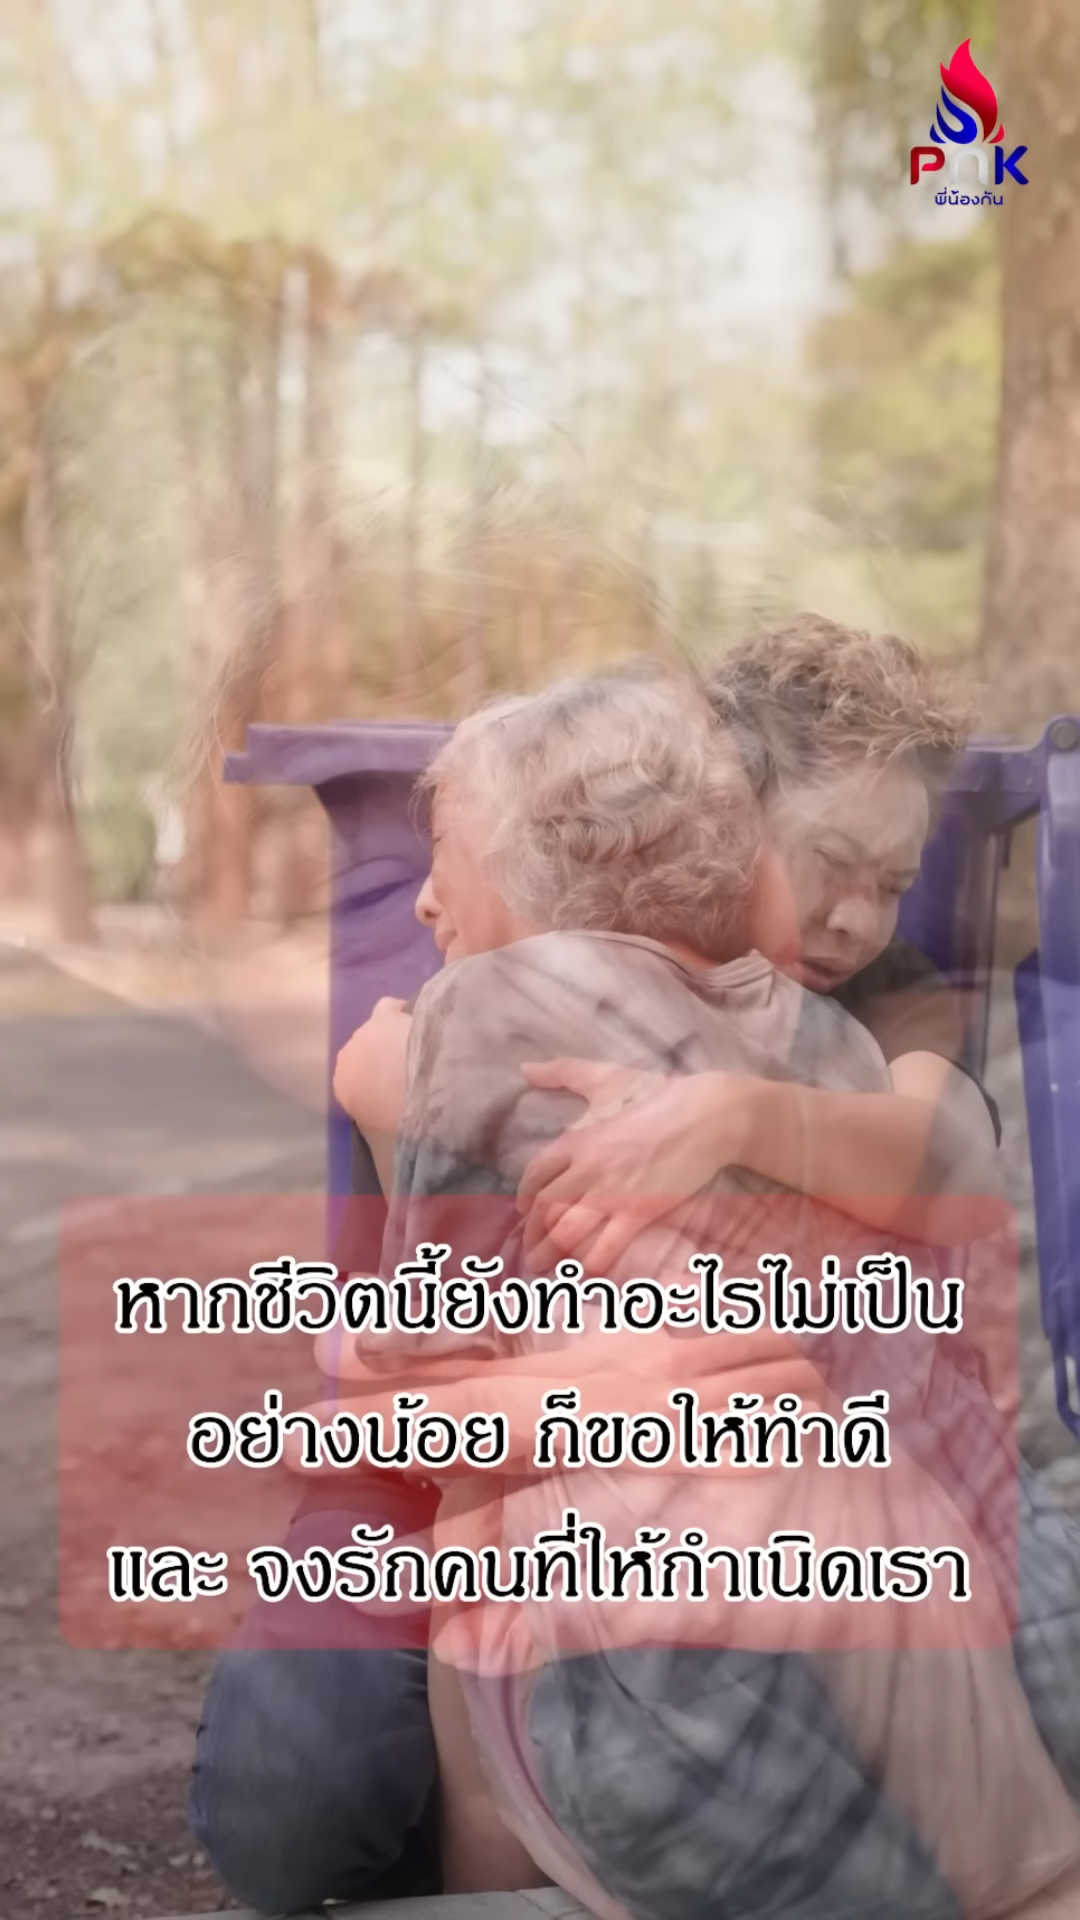 PNK
พี่น้องกัน
หากชีวิตนี้ยังทำอะไรไม่เป็น
อย่างน้อย ก็ขอให้ทำดี
และ จงรักคนที่ให้กำเนิดเรา